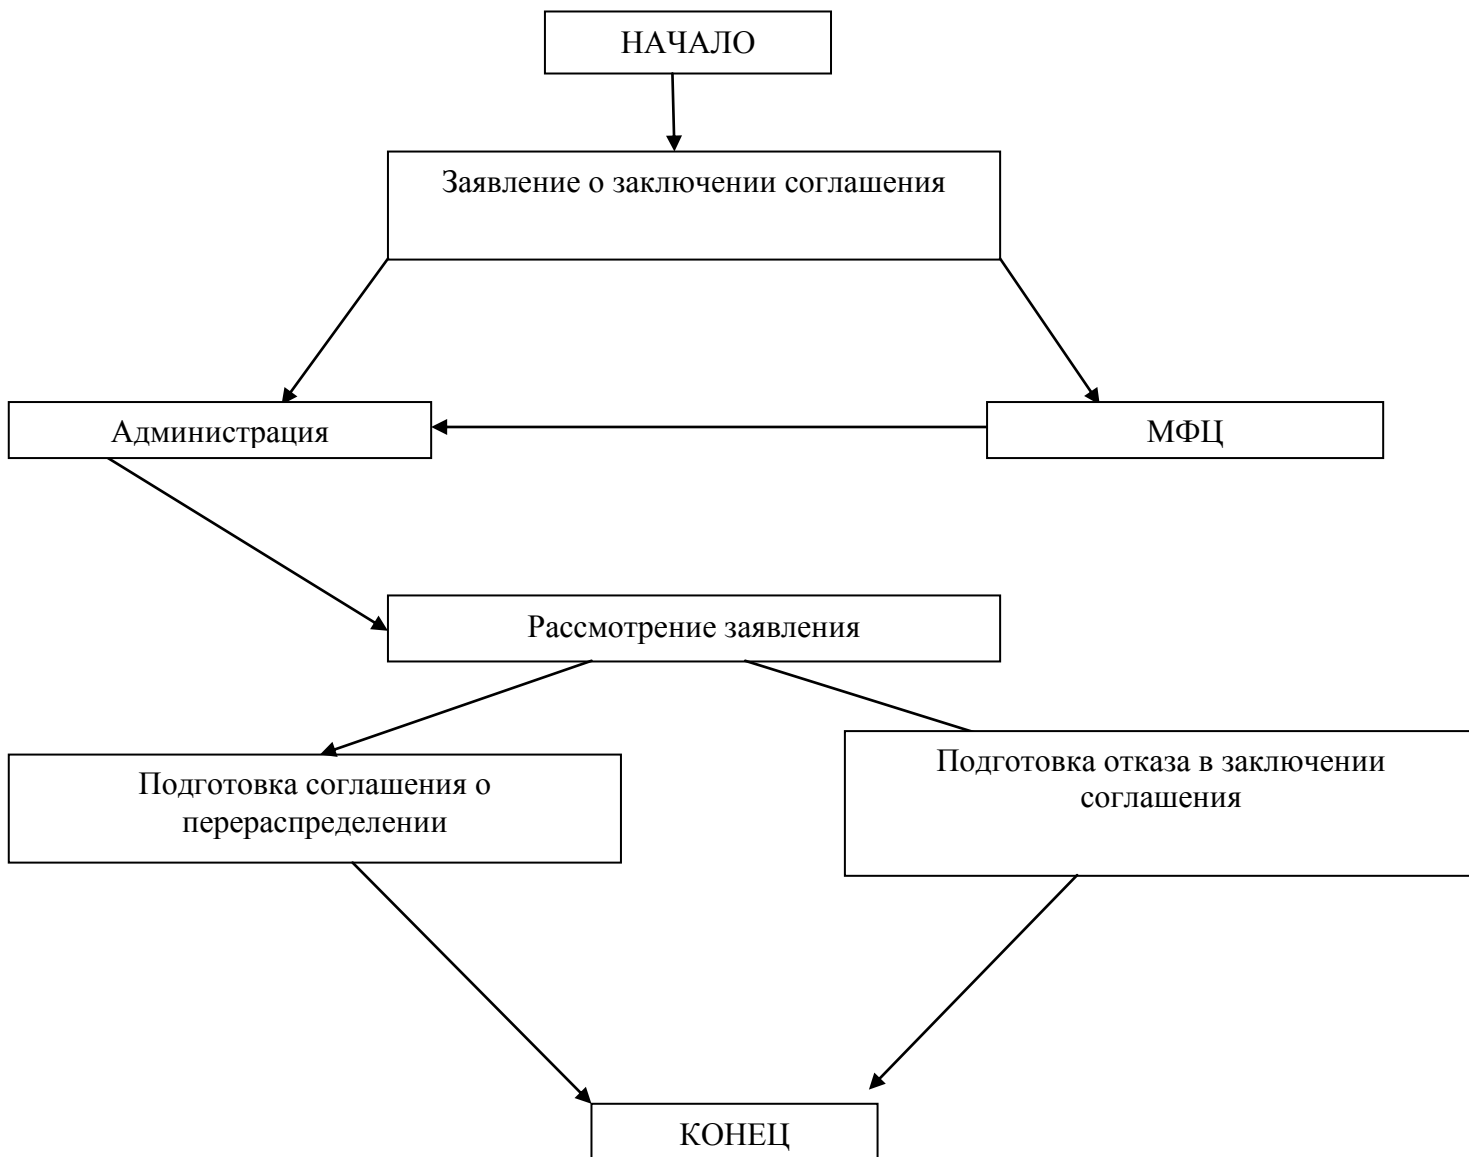 НАЧАЛО
Заявление о заключении соглашения
Администрация
МФЦ
Рассмотрение заявления
Подготовка соглашения о
перераспределении
Подготовка отказа в заключении
соглашения
КОНЕЦ